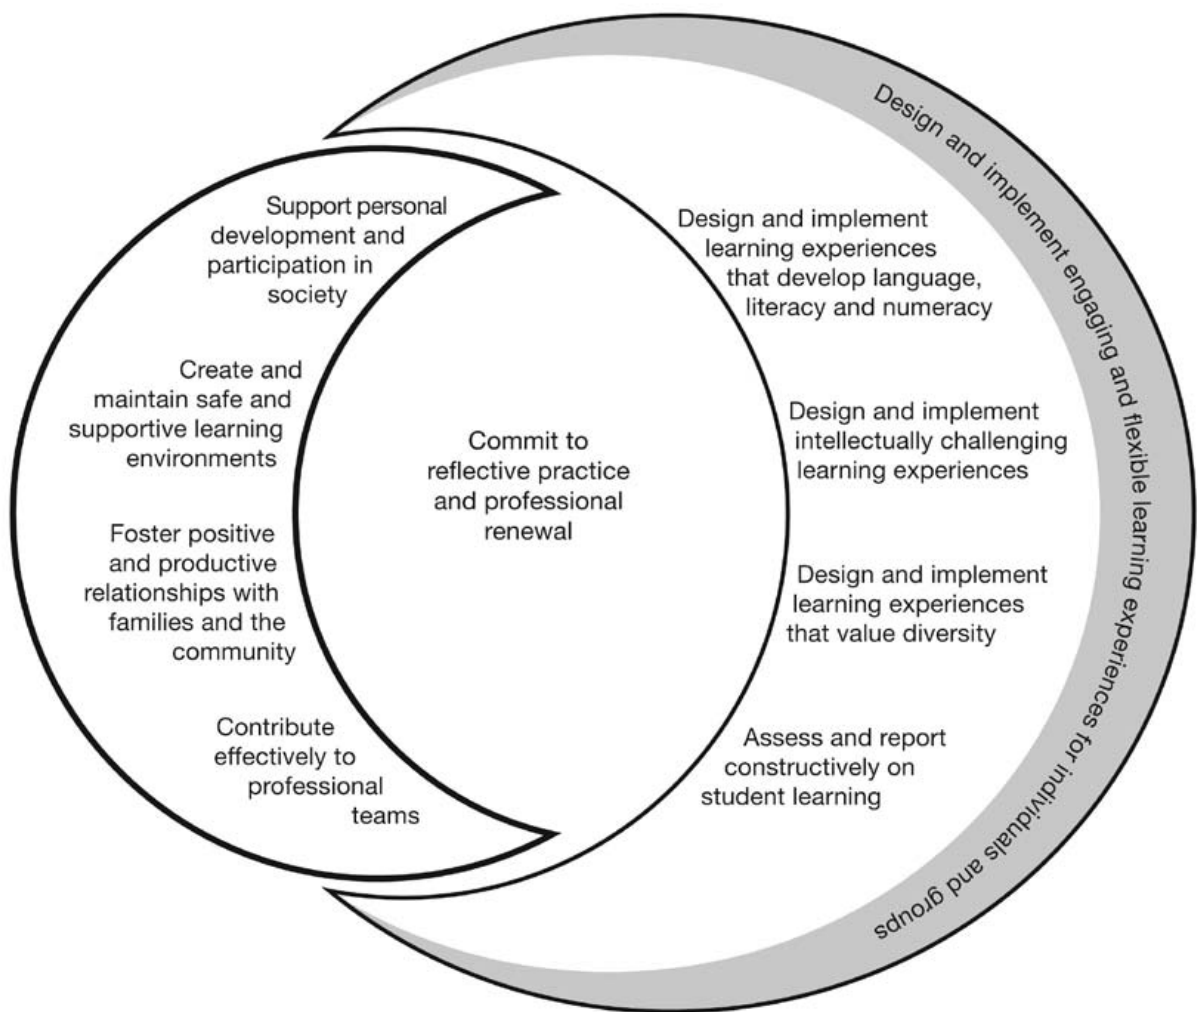 Support personal
development and
participation in
society
Create and
maintain safe and
supportive learning
environments
Foster positive
and productive
relationships with
families and the
community
Contribute
effectively to
professional
teams
Commit to
reflective practice
and professional
renewal
Design and implement
learning experiences
that develop language,
literacy and numeracy
Design and implement
intellectually challenging
learning experiences
Design and implement
learning experiences
that value diversity
Assess and report
constructively on
student learning
Design and implement engaging and flexible learning experiences for individuals and groups